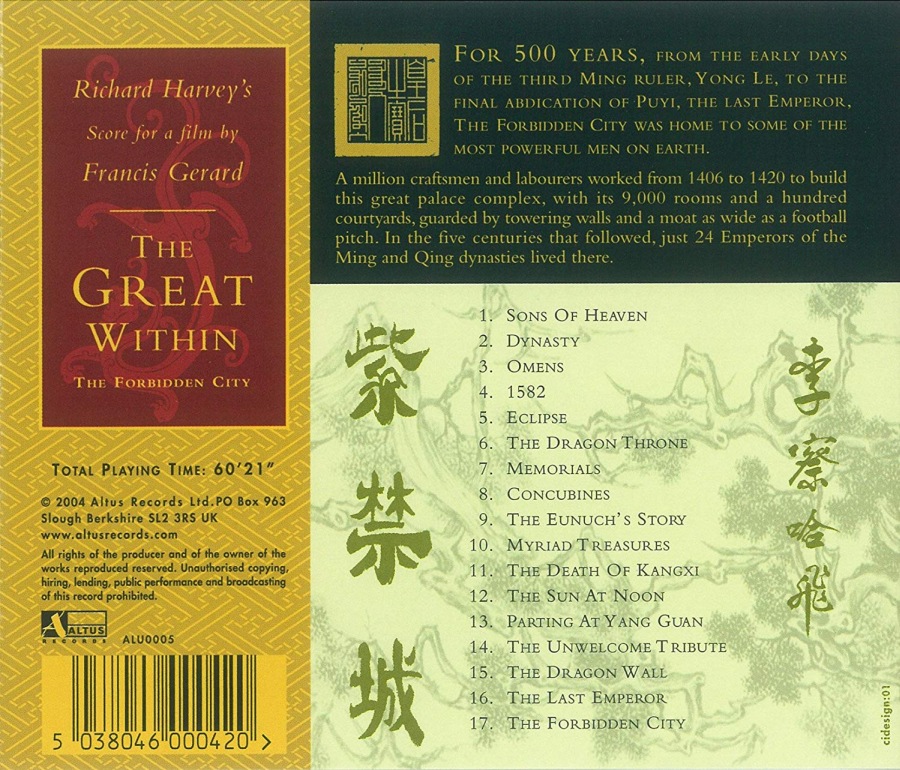 Richard Harvey's
Score for a film by
Francis Gerard
THE
GREAT
WITHIN
THE FORBIDDEN CITY
TOTAL PLAYING TIME: 60'21"
© 2004 Altus Records Ltd. PO Box 963
Slough Berkshire SL2 3RS UK
www.altusrecords.com
All rights of the producer and of the owner of the
works reproduced reserved. Unauthorised copying,
hiring, lending, public performance and broadcasting
of this record prohibited.
ALTUS
RECORDS
ALU0005
5 038046 000420 >
FOR 500 YEARS, FROM THE EARLY DAYS
OF THE THIRD MING RULER, YONG LE, TO THE
FINAL ABDICATION OF PUYI, THE LAST EMPEROR,
THE FORBIDDEN CITY WAS HOME TO SOME OF THE
MOST POWERFUL MEN ON EARTH.
A million craftsmen and labourers worked from 1406 to 1420 to build
this great palace complex, with its 9,000 rooms and a hundred
courtyards, guarded by towering walls and a moat as wide as a football
pitch. In the five centuries that followed, just 24 Emperors of the
Ming and Qing dynasties lived there.
紫禁城
1. SONS OF HEAVEN
2. DYNASTY
3. OMENS
4. 1582
5. ECLIPSE
6. THE DRAGON THRONE
7. MEMORIALS
8. CONCUBINES
9. THE EUNUCH'S STORY
10. MYRIAD TREASURES
11. THE DEATH OF KANGXI
12. THE SUN AT NOON
13. PARTING AT YANG GUAN
14. THE UNWELCOME TRIBUTE
15. THE DRAGON WALL
16. THE LAST EMPEROR
17. THE FORBIDDEN CITY
李察哈飛
cidesign:01